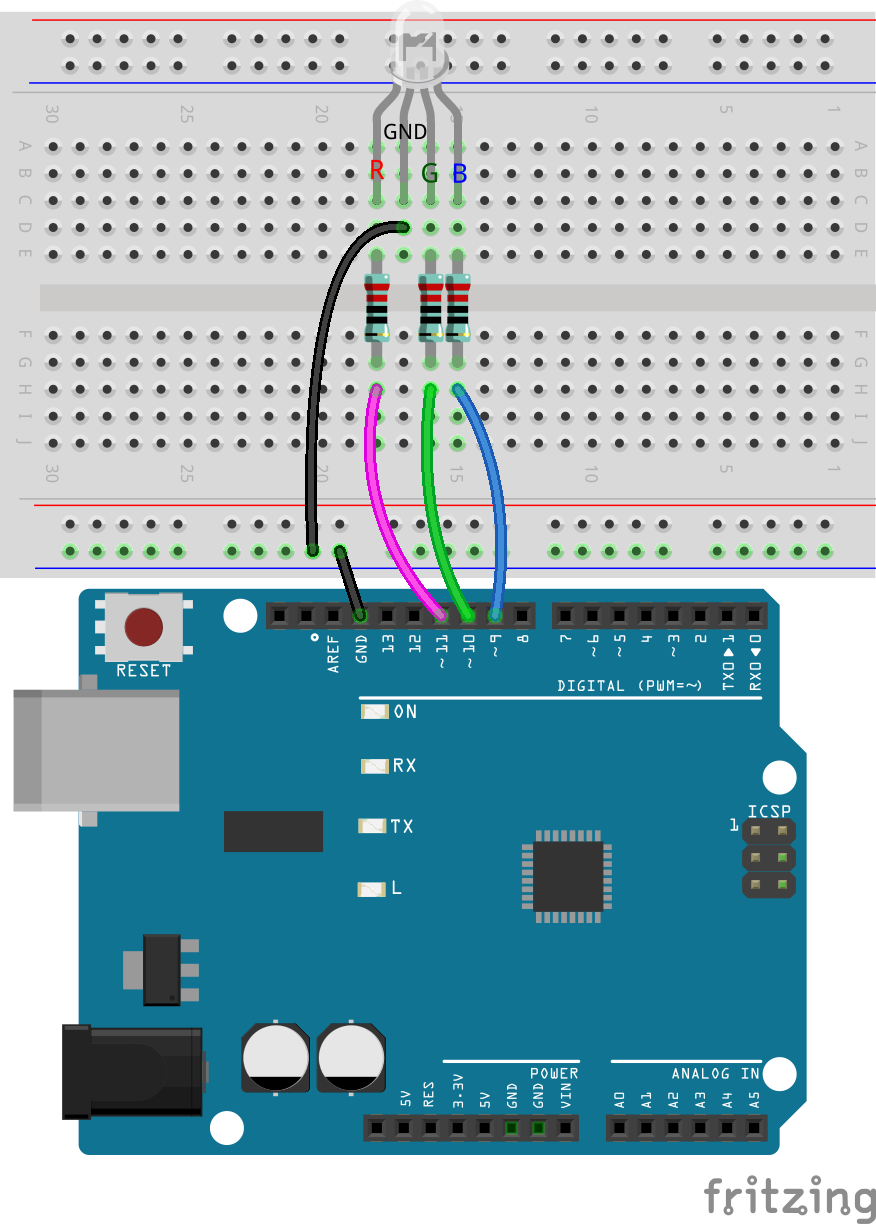 30 25 20 15 10 5 1
GND
A A
R G B
B B
C C
D D
E E
F F
G G
H H
I I
J J
30 25 20 15 10 5 1
AREF GND 13 12 ~11 ~10 ~9 8 7 ~6 ~5 4 ~3 2 TX0▶1 RX0◀0
RESET
DIGITAL (PWM=~)
ON
RX
TX
L
ICSP
1
POWER
ANALOG IN
5V RES 3.3V 5V GND GND VIN A0 A1 A2 A3 A4 A5
fritzing